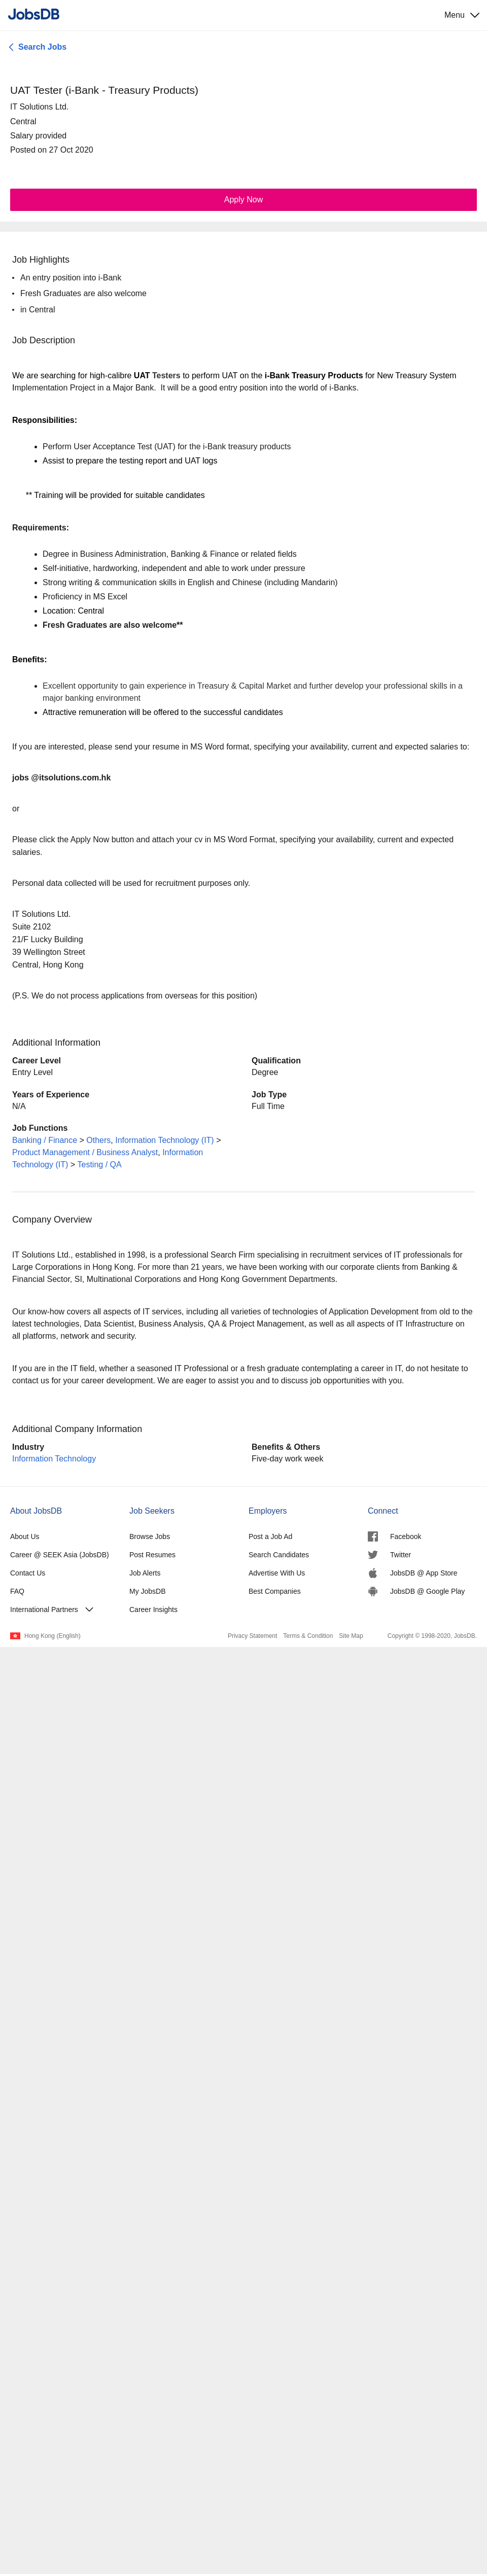 JobsDB
Menu
Search Jobs
UAT Tester (i-Bank - Treasury Products)
IT Solutions Ltd.
Central
Salary provided
Posted on 27 Oct 2020
Apply Now
Job Highlights
• An entry position into i-Bank
• Fresh Graduates are also welcome
• in Central
Job Description
We are searching for high-calibre UAT Testers to perform UAT on the i-Bank Treasury Products for New Treasury System
Implementation Project in a Major Bank.  It will be a good entry position into the world of i-Banks.
Responsibilities:
• Perform User Acceptance Test (UAT) for the i-Bank treasury products
• Assist to prepare the testing report and UAT logs
** Training will be provided for suitable candidates
Requirements:
• Degree in Business Administration, Banking & Finance or related fields
• Self-initiative, hardworking, independent and able to work under pressure
• Strong writing & communication skills in English and Chinese (including Mandarin)
• Proficiency in MS Excel
• Location: Central
• Fresh Graduates are also welcome**
Benefits:
• Excellent opportunity to gain experience in Treasury & Capital Market and further develop your professional skills in a
major banking environment
• Attractive remuneration will be offered to the successful candidates
If you are interested, please send your resume in MS Word format, specifying your availability, current and expected salaries to:
jobs @itsolutions.com.hk
or
Please click the Apply Now button and attach your cv in MS Word Format, specifying your availability, current and expected
salaries.
Personal data collected will be used for recruitment purposes only.
IT Solutions Ltd.
Suite 2102
21/F Lucky Building
39 Wellington Street
Central, Hong Kong
(P.S. We do not process applications from overseas for this position)
Additional Information
Career Level
Entry Level
Qualification
Degree
Years of Experience
N/A
Job Type
Full Time
Job Functions
Banking / Finance > Others, Information Technology (IT) >
Product Management / Business Analyst, Information
Technology (IT) > Testing / QA
Company Overview
IT Solutions Ltd., established in 1998, is a professional Search Firm specialising in recruitment services of IT professionals for
Large Corporations in Hong Kong. For more than 21 years, we have been working with our corporate clients from Banking &
Financial Sector, SI, Multinational Corporations and Hong Kong Government Departments.
Our know-how covers all aspects of IT services, including all varieties of technologies of Application Development from old to the
latest technologies, Data Scientist, Business Analysis, QA & Project Management, as well as all aspects of IT Infrastructure on
all platforms, network and security.
If you are in the IT field, whether a seasoned IT Professional or a fresh graduate contemplating a career in IT, do not hesitate to
contact us for your career development. We are eager to assist you and to discuss job opportunities with you.
Additional Company Information
Industry
Information Technology
Benefits & Others
Five-day work week
About JobsDB
About Us
Career @ SEEK Asia (JobsDB)
Contact Us
FAQ
International Partners
Job Seekers
Browse Jobs
Post Resumes
Job Alerts
My JobsDB
Career Insights
Employers
Post a Job Ad
Search Candidates
Advertise With Us
Best Companies
Connect
Facebook
Twitter
JobsDB @ App Store
JobsDB @ Google Play
Hong Kong (English)
Privacy Statement Terms & Condition Site Map
Copyright © 1998-2020, JobsDB.